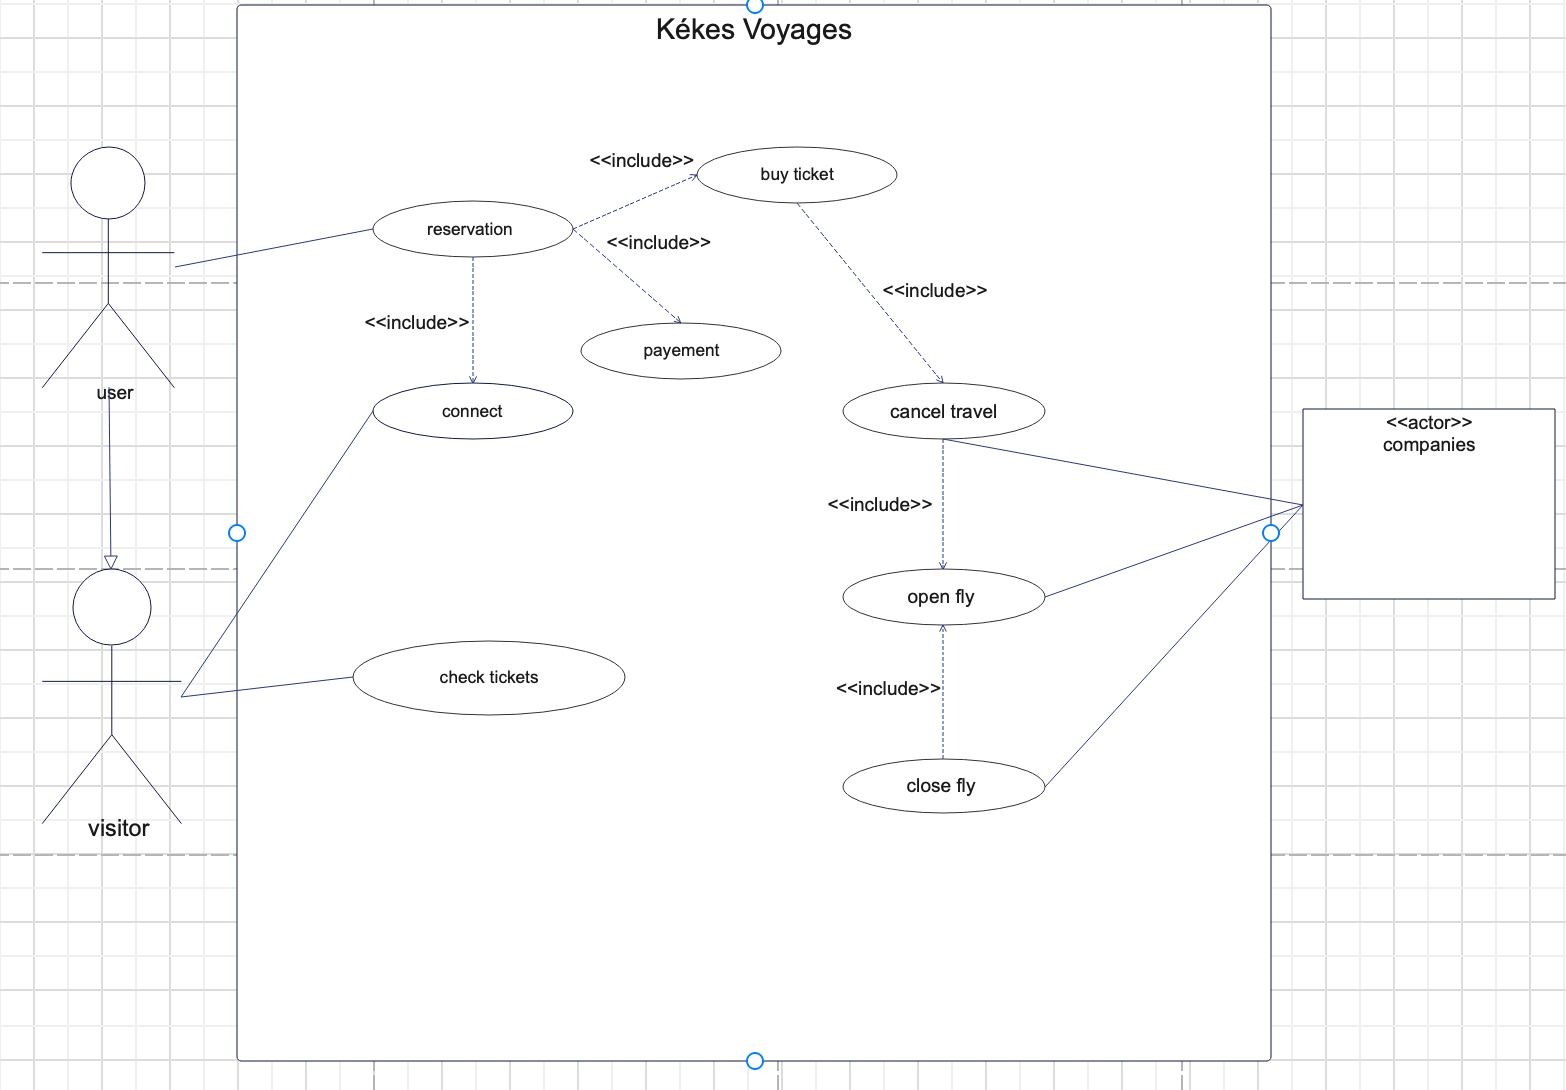 Kékes Voyages
<<include>>
buy ticket
reservation
<<include>>
<<include>>
<<include>>
payement
user
connect
cancel travel
<<actor>>
companies
<<include>>
open fly
check tickets
<<include>>
close fly
visitor